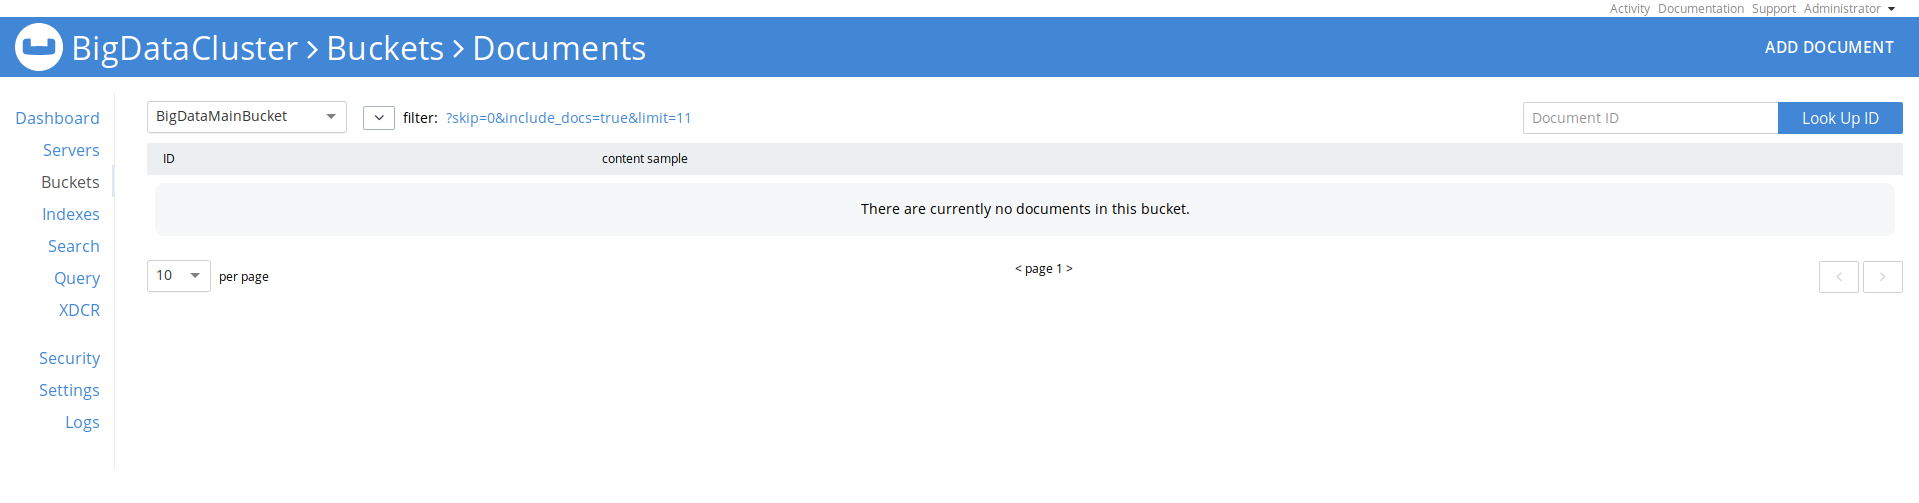 Activity Documentation Support Administrator
BigDataCluster > Buckets > Documents
ADD DOCUMENT
Dashboard
Servers
Buckets
Indexes
Search
Query
XDCR
Security
Settings
Logs
BigDataMainBucket
filter: ?skip=0&include_docs=true&limit=11
Document ID
Look Up ID
ID
content sample
There are currently no documents in this bucket.
10 per page
< page 1 >
< >